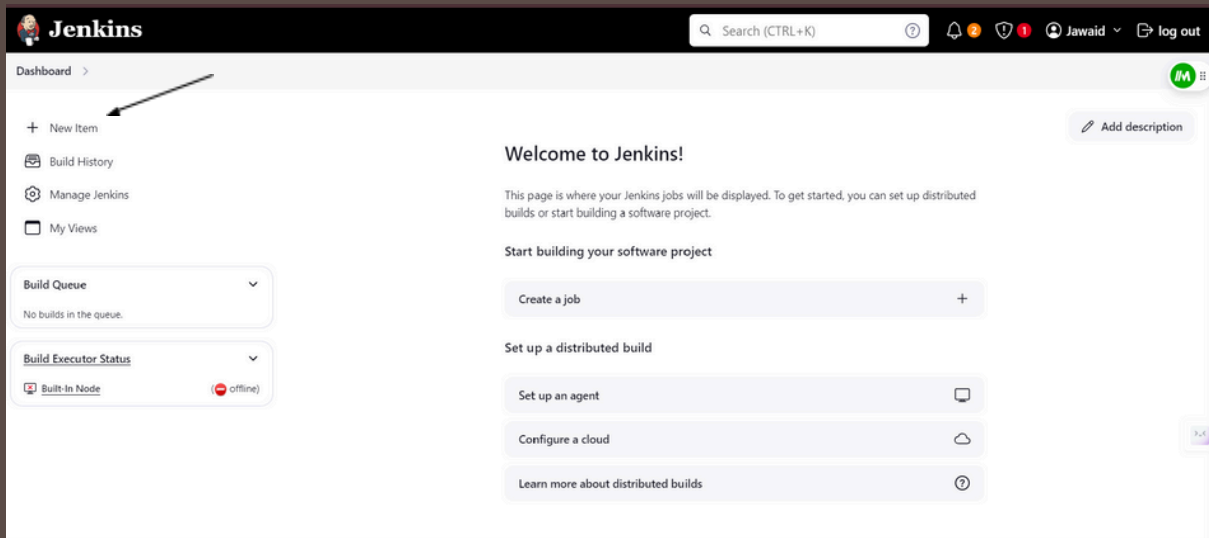 Jenkins
Search (CTRL+K)
2
1
Jawaid
log out
Dashboard
New Item
Build History
Manage Jenkins
My Views
Build Queue
No builds in the queue.
Build Executor Status
Built-In Node
(offline)
Add description
Welcome to Jenkins!
This page is where your Jenkins jobs will be displayed. To get started, you can set up distributed
builds or start building a software project.
Start building your software project
Create a job
Set up a distributed build
Set up an agent
Configure a cloud
Learn more about distributed builds